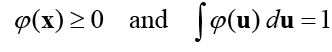 φ(x) ≥ 0 and ∫φ(u) du = 1